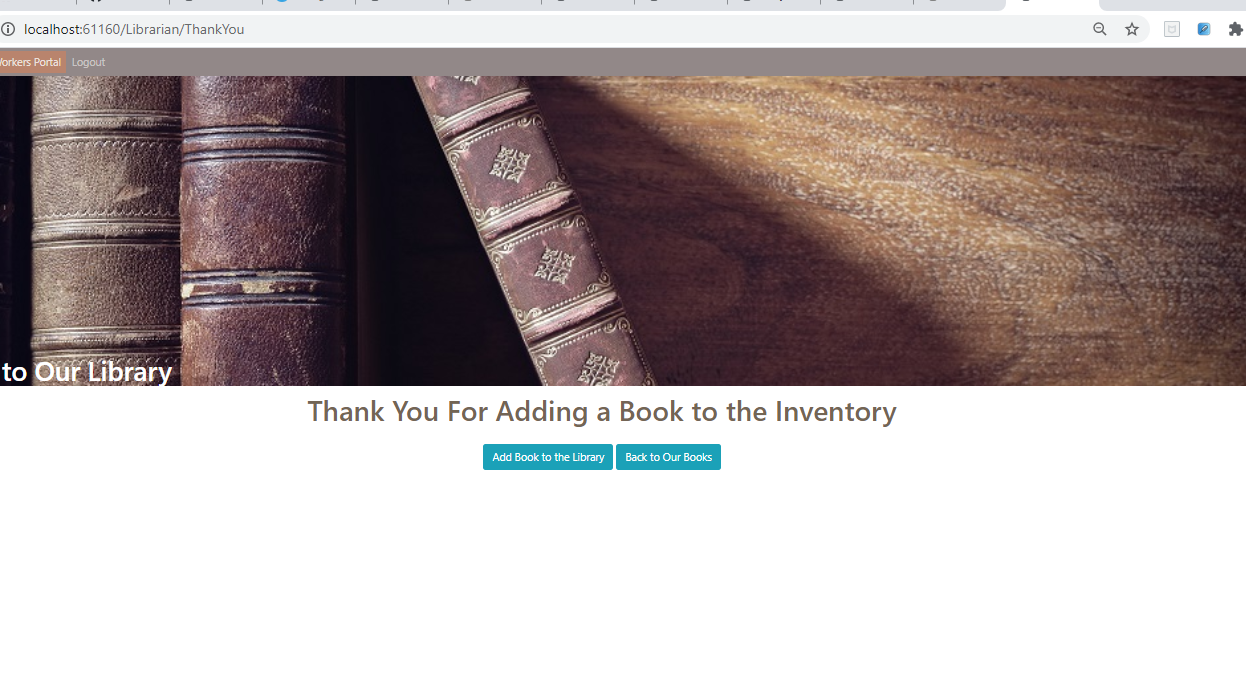 localhost:61160/Librarian/ThankYou
Portal Logout
to Our Library
Thank You For Adding a Book to the Inventory
Add Book to the Library Back to Our Books